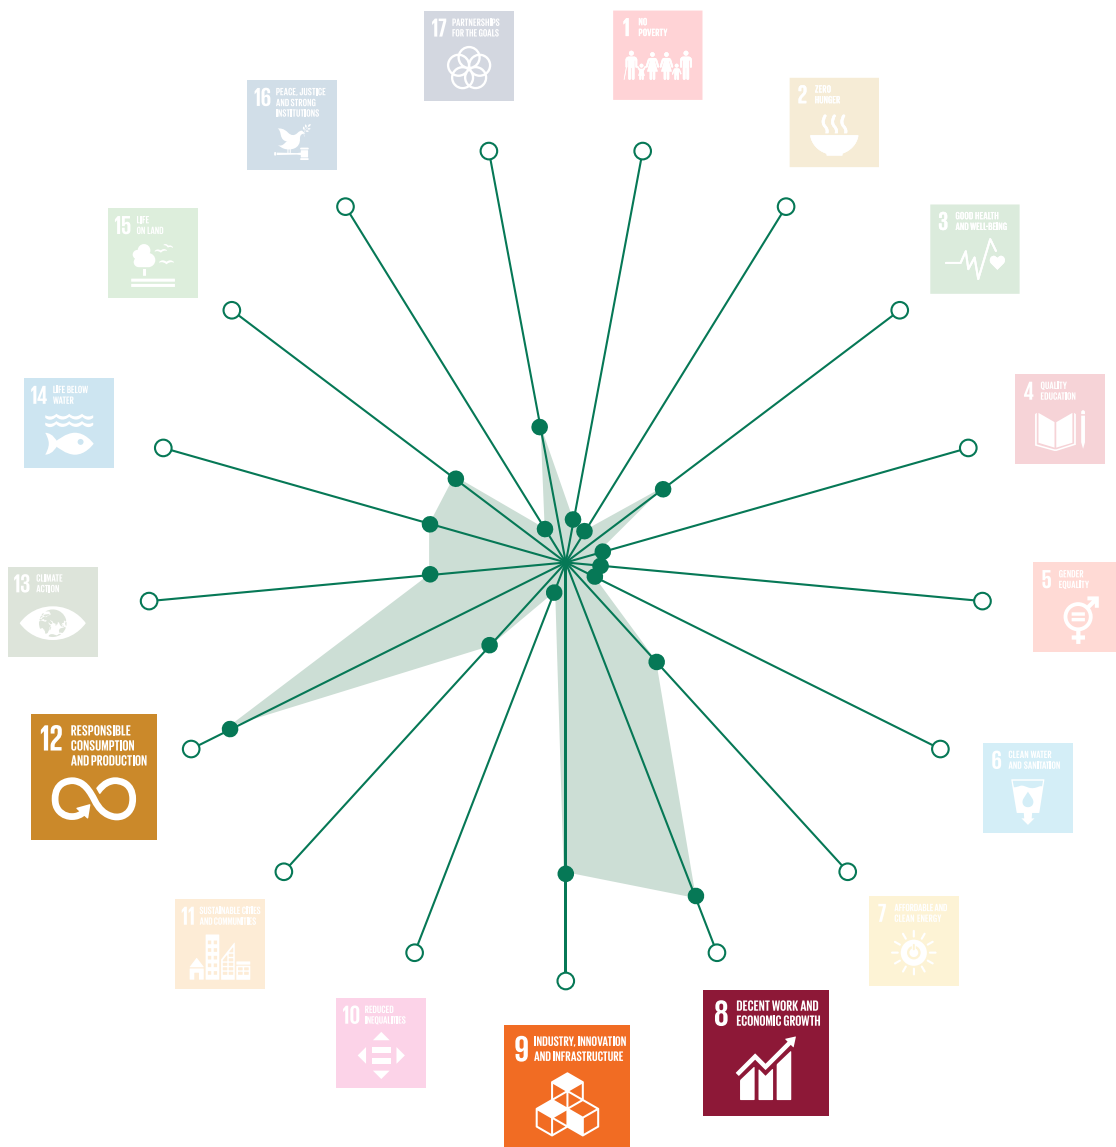 1 NO
POVERTY
2 ZERO
HUNGER
3 GOOD HEALTH
AND WELL-BEING
4 QUALITY
EDUCATION
5 GENDER
EQUALITY
6 CLEAN WATER
AND SANITATION
7 AFFORDABLE AND
CLEAN ENERGY
8 DECENT WORK AND
ECONOMIC GROWTH
9 INDUSTRY, INNOVATION
AND INFRASTRUCTURE
10 REDUCED
INEQUALITIES
11 SUSTAINABLE CITIES
AND COMMUNITIES
12 RESPONSIBLE
CONSUMPTION
AND PRODUCTION
13 CLIMATE
ACTION
14 LIFE BELOW
WATER
15 LIFE
ON LAND
16 PEACE, JUSTICE
AND STRONG
INSTITUTIONS
17 PARTNERSHIPS
FOR THE GOALS